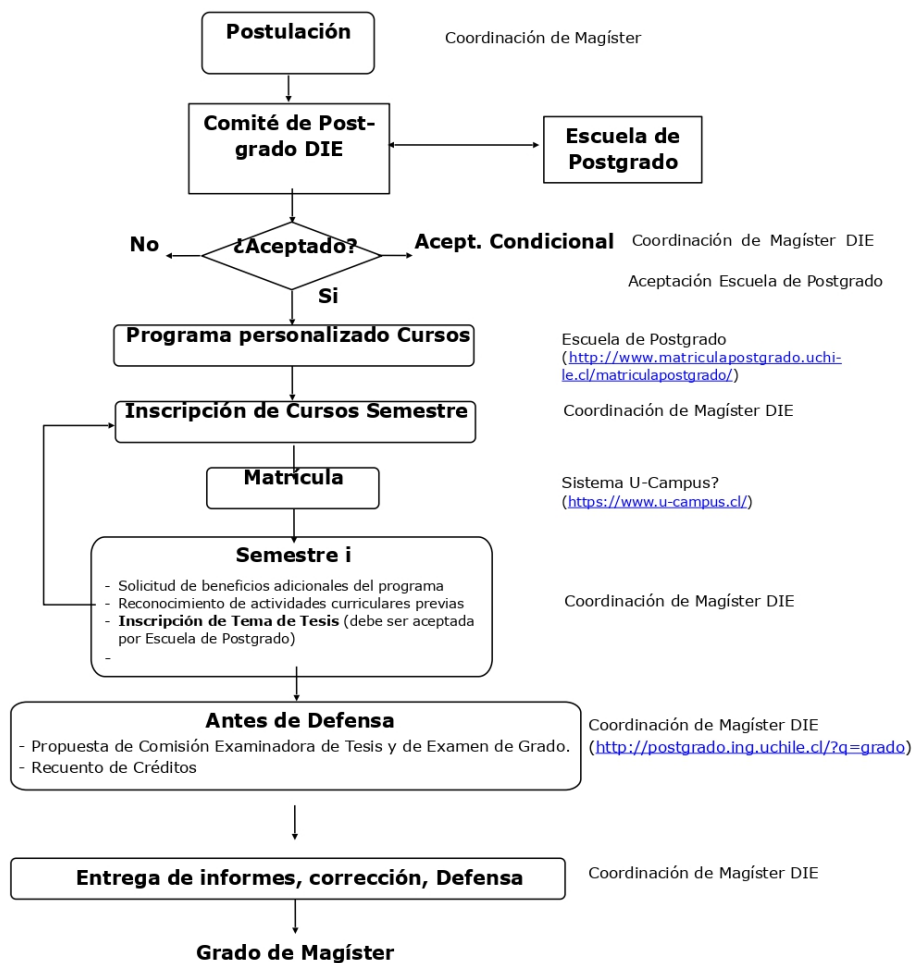 Postulación
Coordinación de Magíster
Comité de Post-
grado DIE
Escuela de
Postgrado
No
¿Aceptado?
Acept. Condicional
Coordinación de Magíster DIE
Aceptación Escuela de Postgrado
Si
Programa personalizado Cursos
Escuela de Postgrado
(http://www.matriculapostgrado.uchi-
le.cl/matriculapostgrado/)
Inscripción de Cursos Semestre
Coordinación de Magíster DIE
Matrícula
Sistema U-Campus?
(https://www.u-campus.cl/)
Semestre i
- Solicitud de beneficios adicionales del programa
- Reconocimiento de actividades curriculares previas
- Inscripción de Tema de Tesis (debe ser aceptada
por Escuela de Postgrado)
-
Coordinación de Magíster DIE
Antes de Defensa
- Propuesta de Comisión Examinadora de Tesis y de Examen de Grado.
- Recuento de Créditos
Coordinación de Magíster DIE
(http://postgrado.ing.uchile.cl/?q=grado)
Entrega de informes, corrección, Defensa
Coordinación de Magíster DIE
Grado de Magíster